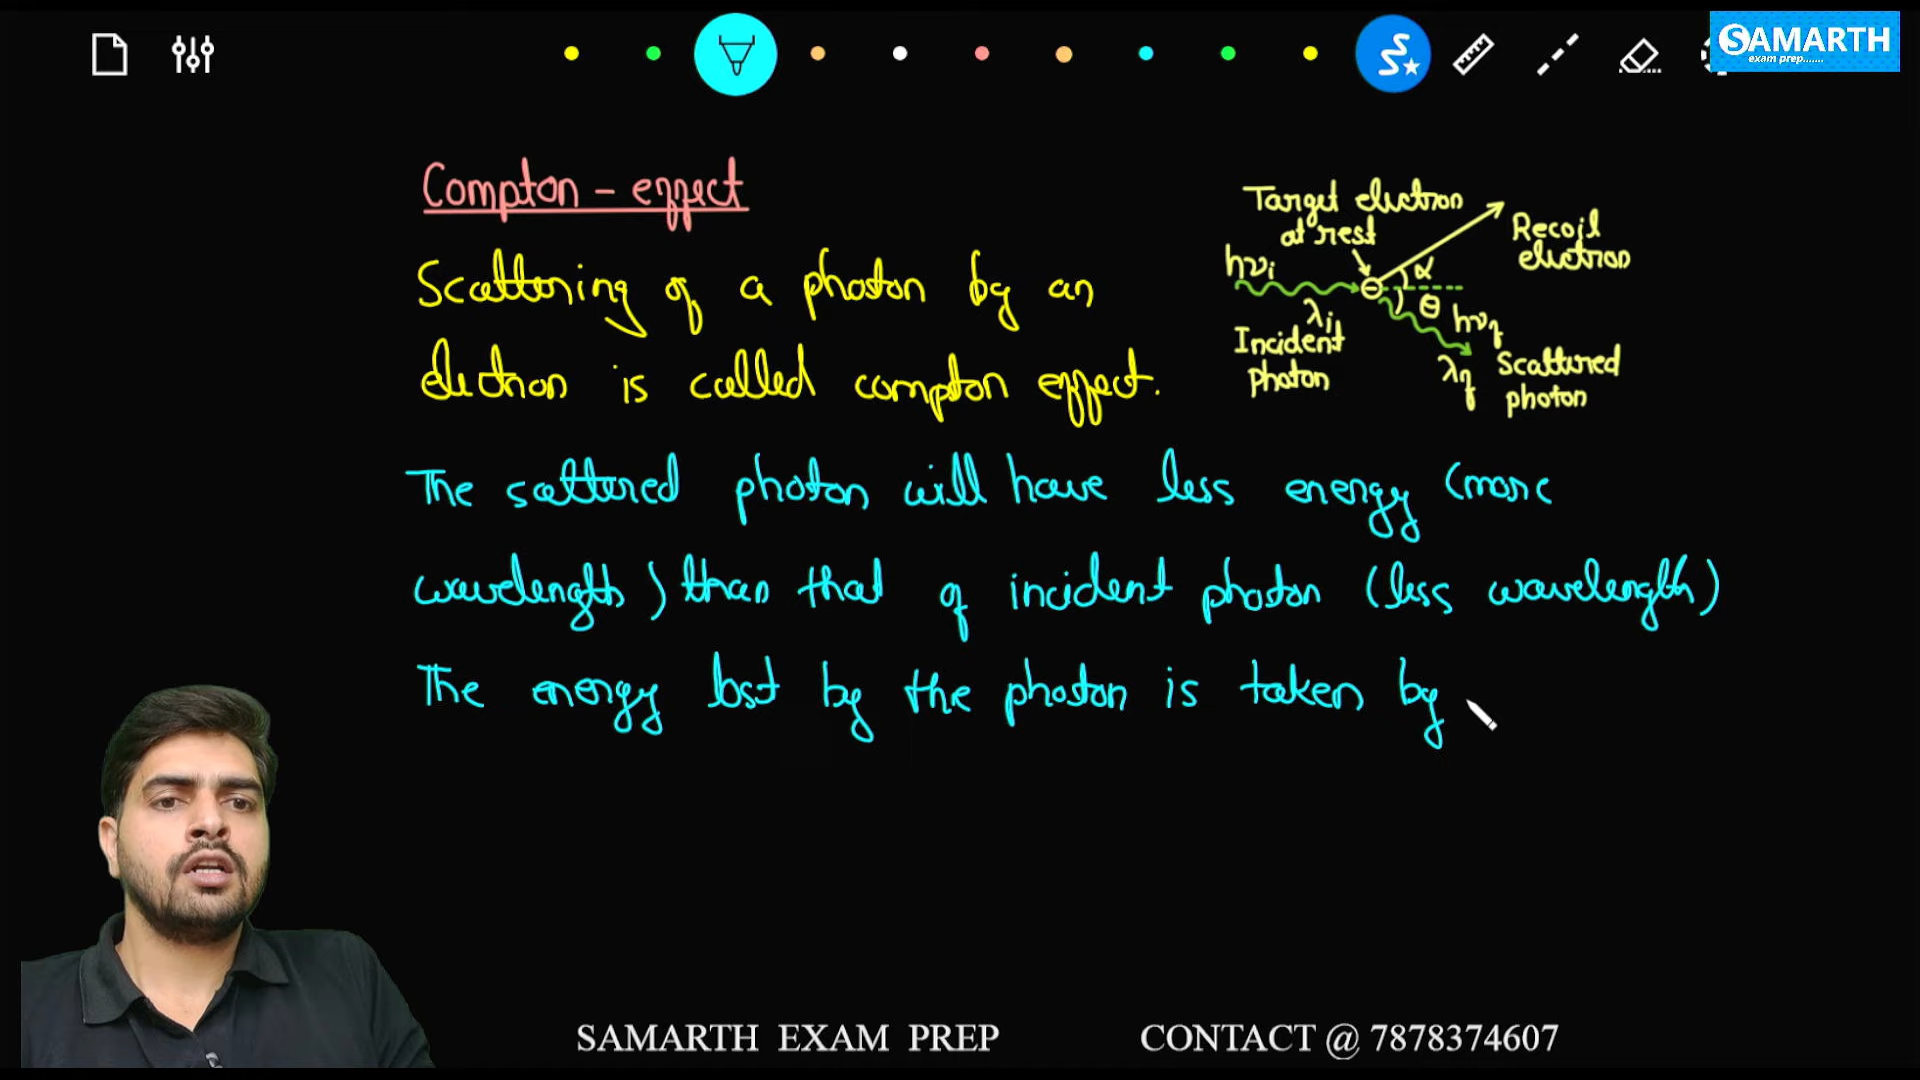 SAMARTH
exam prep.......
Compton - effect
Scattering of a photon by an
electron is called compton effect.
Target electron
at rest
Recoil
electron
hνi
α
θ
λi
hνf
Incident
photon
λf
Scattured
photon
The sattured photon will have less energy (more
wavelength) than that of incident photon (less wavelength)
The energy lost by the photon is taken by
SAMARTH EXAM PREP
CONTACT @ 7878374607